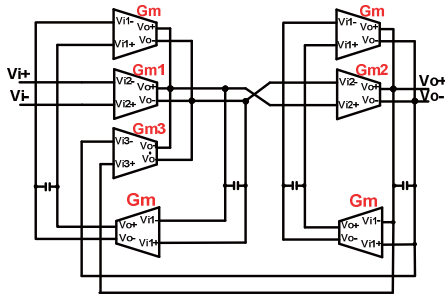 Gm
Vi1-
Vo+
Vi1+
Vo-
Gm
Vi1-
Vo+
Vi1+
Vo-
Vi+
Vi-
Gm1
Vi2-
Vo+
Vi2+
Vo-
Gm2
Vi2-
Vo+
Vi2+
Vo-
Vo+
Vo-
Gm3
Vi3-
Vo+
Vi3+
Vo-
Gm
Vi1-
Vo+
Vo-
Vi1+
Gm
Vi1-
Vo+
Vo-
Vi1+